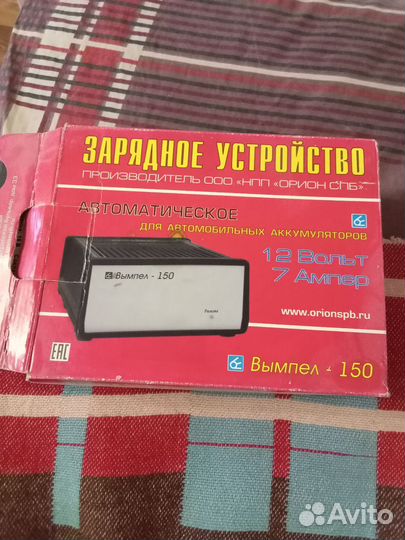 ЗАРЯДНОЕ УСТРОЙСТВО
ПРОИЗВОДИТЕЛЬ ООО «НПП «ОРИОН СПБ»
АВТОМАТИЧЕСКОЕ
ДЛЯ АВТОМОБИЛЬНЫХ АККУМУЛЯТОРОВ
12 Вольт
7 Ампер
Вымпел - 150
www.orionspb.ru
EAC
Вымпел - 150
Avito